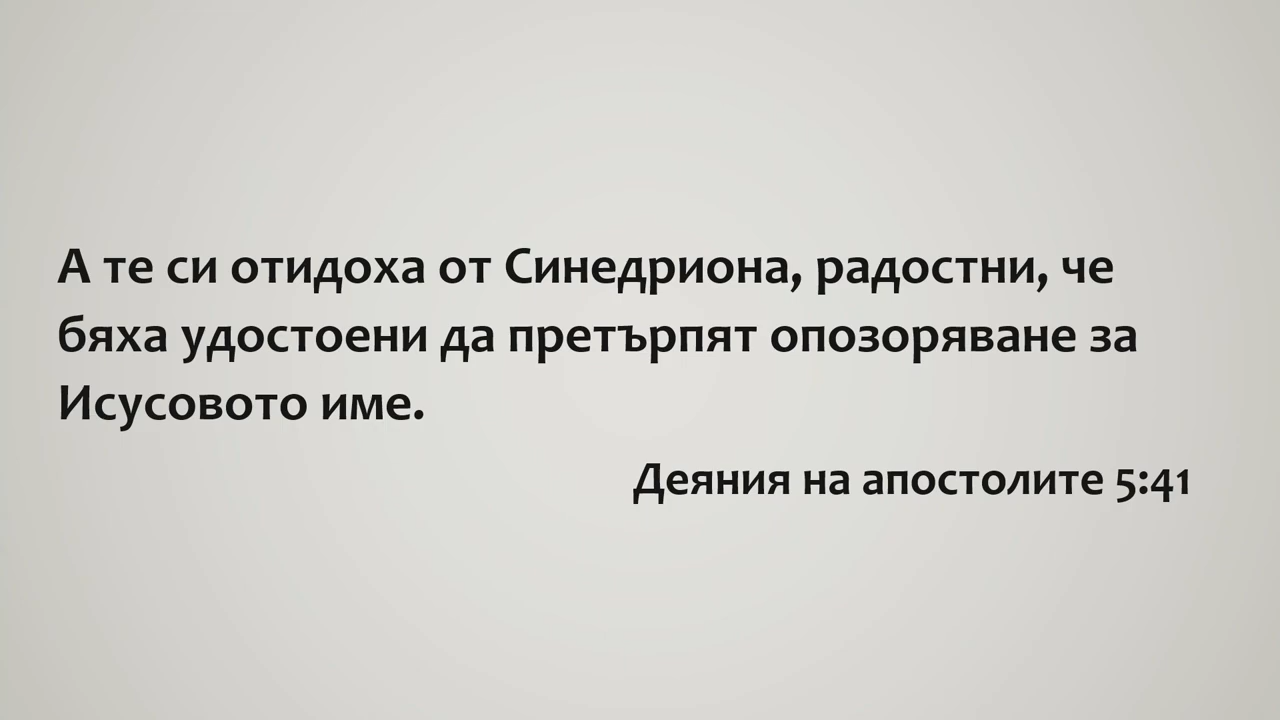 А те си отидоха от Синедриона, радостни, че
бяха удостоени да претърпят опозоряване за
Исусовото име.
Деяния на апостолите 5:41